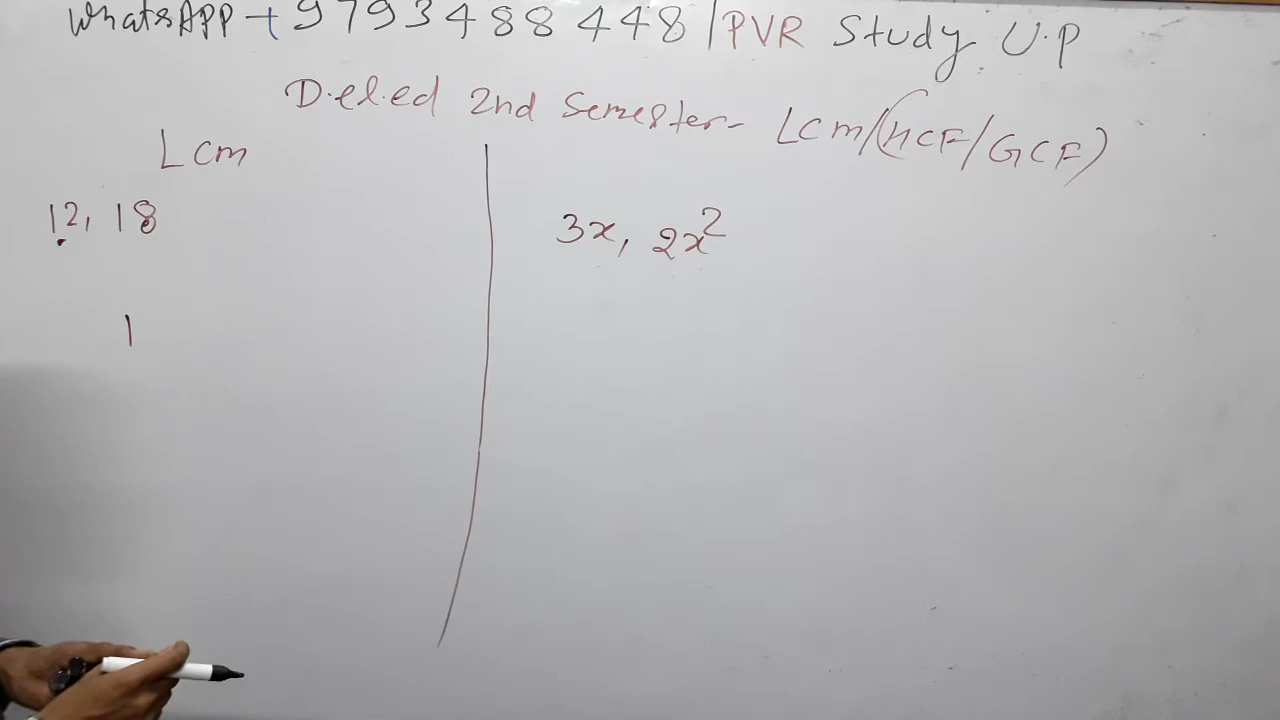 WhatsAPP - +9793488448 | PVR Study U.P
D.el.ed 2nd Semester - Lcm/(HCF/GCF)
Lcm
12, 18
3x, 2x²
1